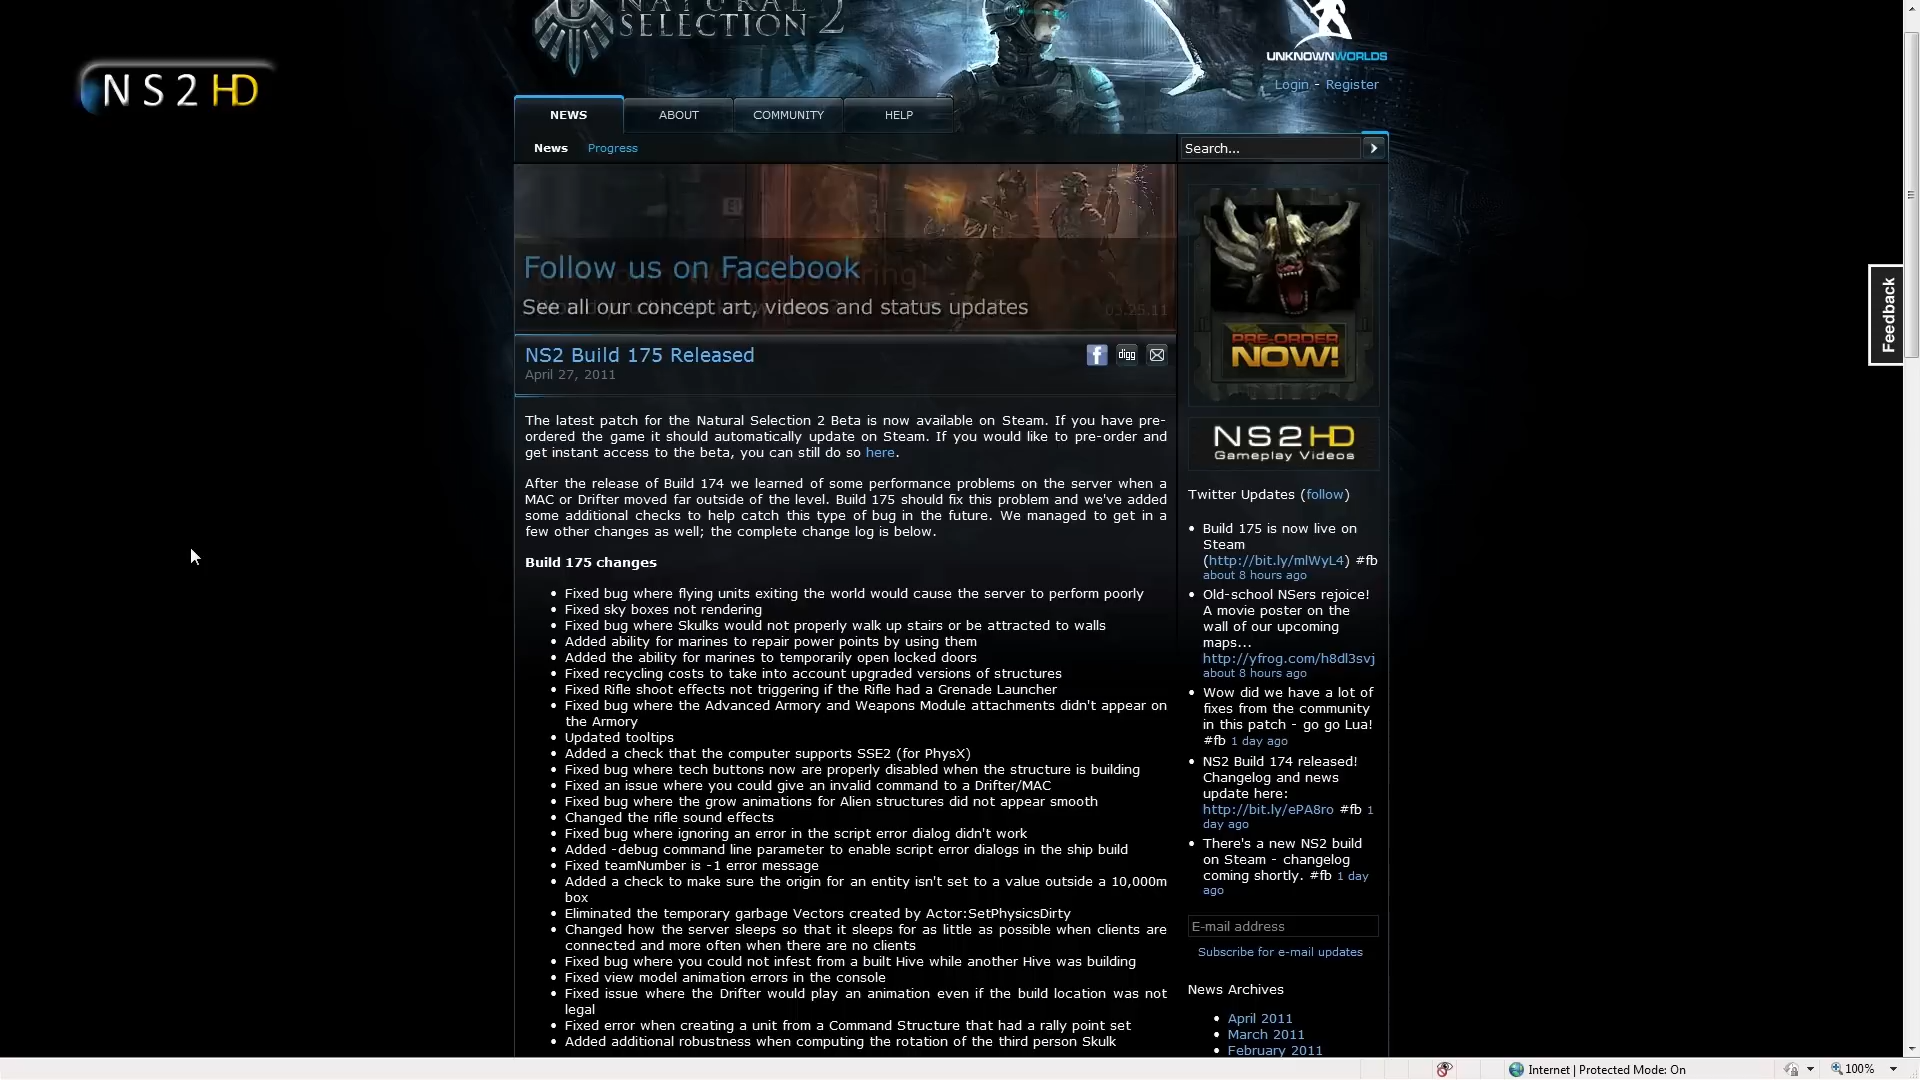 NATURAL
SELECTION 2
NS2HD
UNKNOWNWORLDS
Login - Register
NEWS
ABOUT
COMMUNITY
HELP
News
Progress
Search...
Follow us on Facebook
See all our concept art, videos and status updates
03.25.11
NS2 Build 175 Released
digg
April 27, 2011
The latest patch for the Natural Selection 2 Beta is now available on Steam. If you have pre-
ordered the game it should automatically update on Steam. If you would like to pre-order and
get instant access to the beta, you can still do so here.
After the release of Build 174 we learned of some performance problems on the server when a
MAC or Drifter moved far outside of the level. Build 175 should fix this problem and we've added
some additional checks to help catch this type of bug in the future. We managed to get in a
few other changes as well; the complete change log is below.
Build 175 changes
• Fixed bug where flying units exiting the world would cause the server to perform poorly
• Fixed sky boxes not rendering
• Fixed bug where Skulks would not properly walk up stairs or be attracted to walls
• Added ability for marines to repair power points by using them
• Added the ability for marines to temporarily open locked doors
• Fixed recycling costs to take into account upgraded versions of structures
• Fixed Rifle shoot effects not triggering if the Rifle had a Grenade Launcher
• Fixed bug where the Advanced Armory and Weapons Module attachments didn't appear on
the Armory
• Updated tooltips
• Added a check that the computer supports SSE2 (for PhysX)
• Fixed bug where tech buttons now are properly disabled when the structure is building
• Fixed an issue where you could give an invalid command to a Drifter/MAC
• Fixed bug where the grow animations for Alien structures did not appear smooth
• Changed the rifle sound effects
• Fixed bug where ignoring an error in the script error dialog didn't work
• Added -debug command line parameter to enable script error dialogs in the ship build
• Fixed teamNumber is -1 error message
• Added a check to make sure the origin for an entity isn't set to a value outside a 10,000m
box
• Eliminated the temporary garbage Vectors created by Actor:SetPhysicsDirty
• Changed how the server sleeps so that it sleeps for as little as possible when clients are
connected and more often when there are no clients
• Fixed bug where you could not infest from a built Hive while another Hive was building
• Fixed view model animation errors in the console
• Fixed issue where the Drifter would play an animation even if the build location was not
legal
• Fixed error when creating a unit from a Command Structure that had a rally point set
• Added additional robustness when computing the rotation of the third person Skulk
PRE-ORDER
NOW!
NS2HD
Gameplay Videos
Twitter Updates (follow)
• Build 175 is now live on
Steam
(http://bit.ly/mlWyL4) #fb
about 8 hours ago
• Old-school NSers rejoice!
A movie poster on the
wall of our upcoming
maps...
http://yfrog.com/h8dl3svj
about 8 hours ago
• Wow did we have a lot of
fixes from the community
in this patch - go go Lua!
#fb 1 day ago
• NS2 Build 174 released!
Changelog and news
update here:
http://bit.ly/ePA8ro #fb 1
day ago
• There's a new NS2 build
on Steam - changelog
coming shortly. #fb 1 day
ago
E-mail address
Subscribe for e-mail updates
News Archives
• April 2011
• March 2011
• February 2011
Feedback
Internet | Protected Mode: On
100%